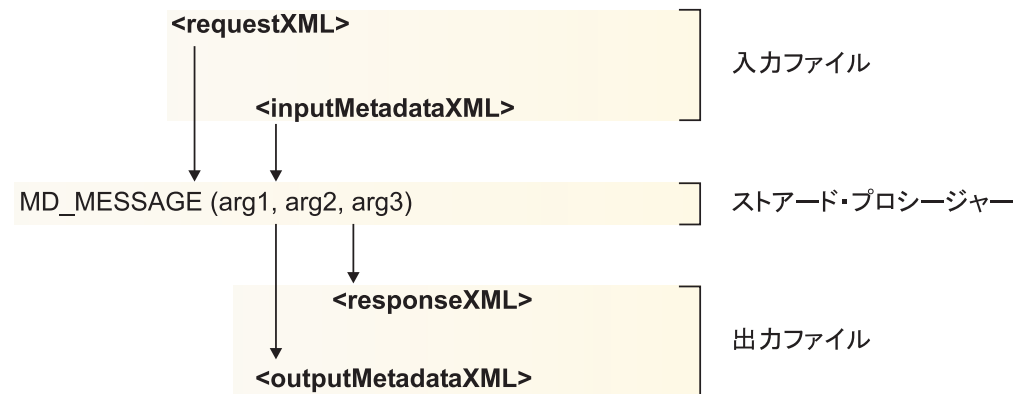 <requestXML>
入力ファイル
<inputMetadataXML>
MD_MESSAGE (arg1, arg2, arg3)
ストアード・プロシージャー
<responseXML>
出力ファイル
<outputMetadataXML>